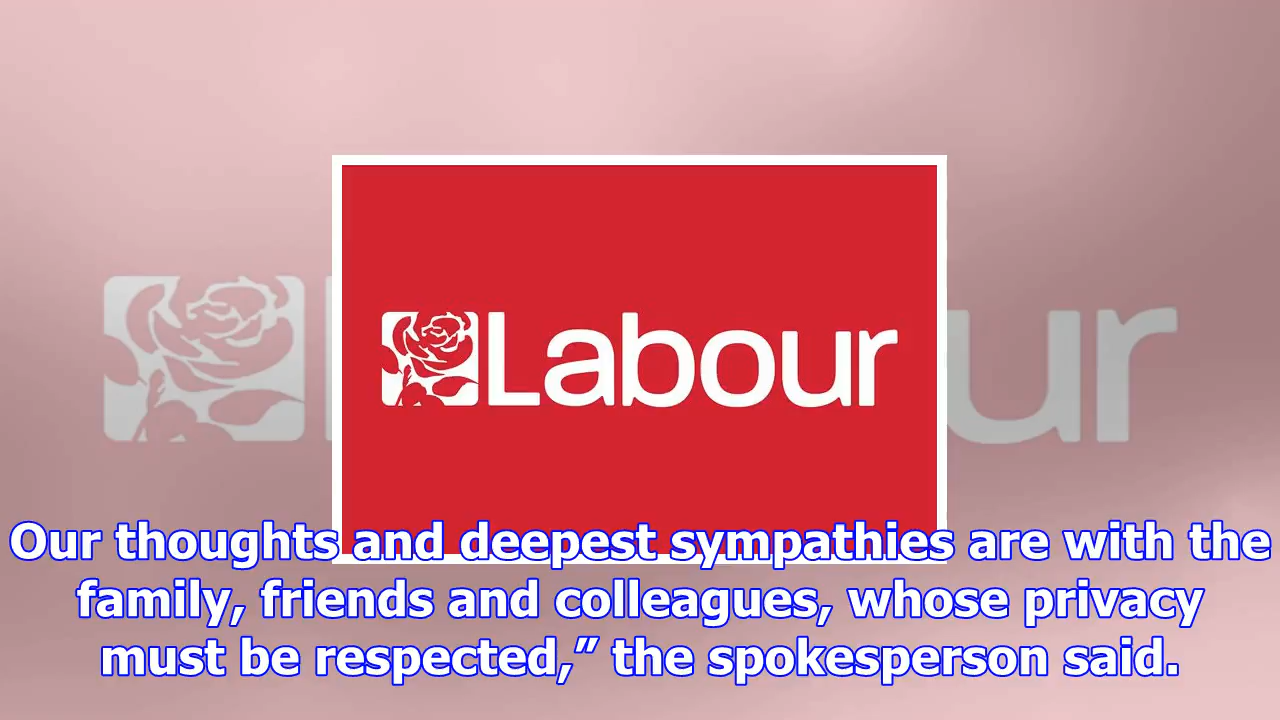 Labour
Our thoughts and deepest sympathies are with the
family, friends and colleagues, whose privacy
must be respected,” the spokesperson said.